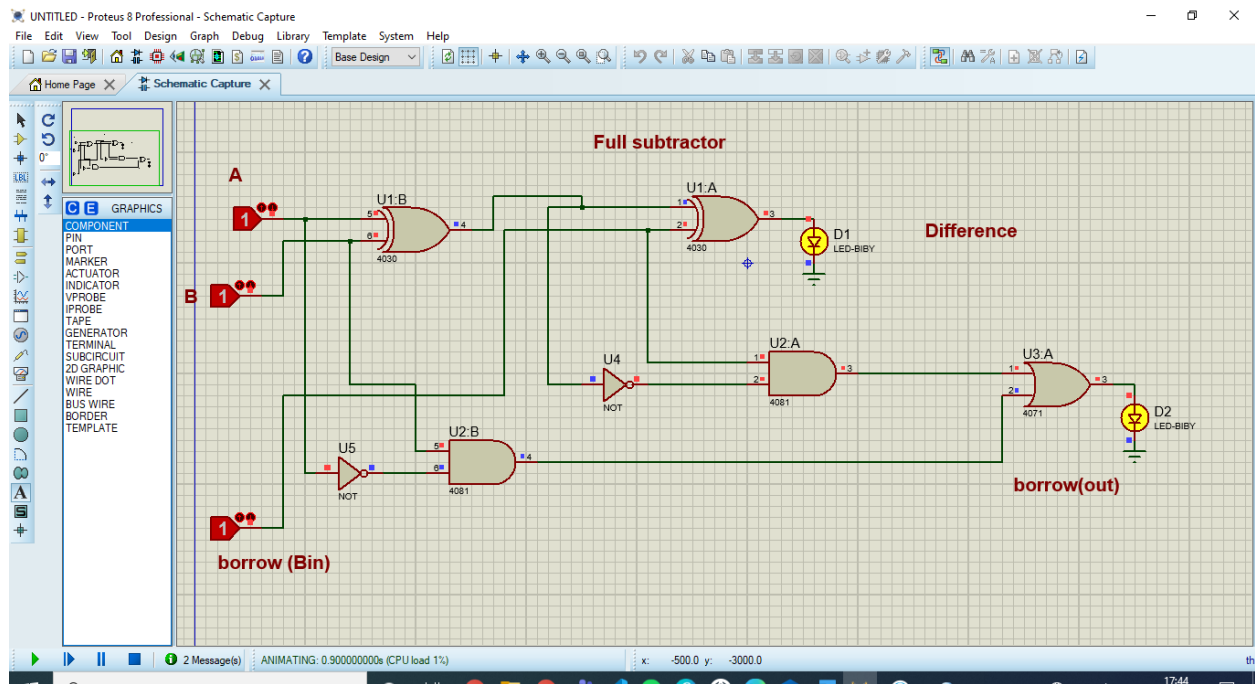 UNTITLED - Proteus 8 Professional - Schematic Capture
File Edit View Tool Design Graph Debug Library Template System Help
Base Design
Home Page
Schematic Capture
0°
LBL
C E GRAPHICS
COMPONENT
PIN
PORT
MARKER
ACTUATOR
INDICATOR
VPROBE
IPROBE
TAPE
GENERATOR
TERMINAL
SUBCIRCUIT
2D GRAPHIC
WIRE DOT
WIRE
BUS WIRE
BORDER
TEMPLATE
A
S
Full subtractor
A
1
B
1
U1:B
5
6
4
4030
U1:A
1
2
3
4030
D1
LED-BIBY
Difference
U4
NOT
U2:A
1
2
3
4081
U3:A
1
2
3
4071
D2
LED-BIBY
borrow(out)
U5
NOT
U2:B
5
6
4
4081
1
borrow (Bin)
2 Message(s)
ANIMATING: 0.900000000s (CPU load 1%)
x: -500.0 y: -3000.0
th
17:44